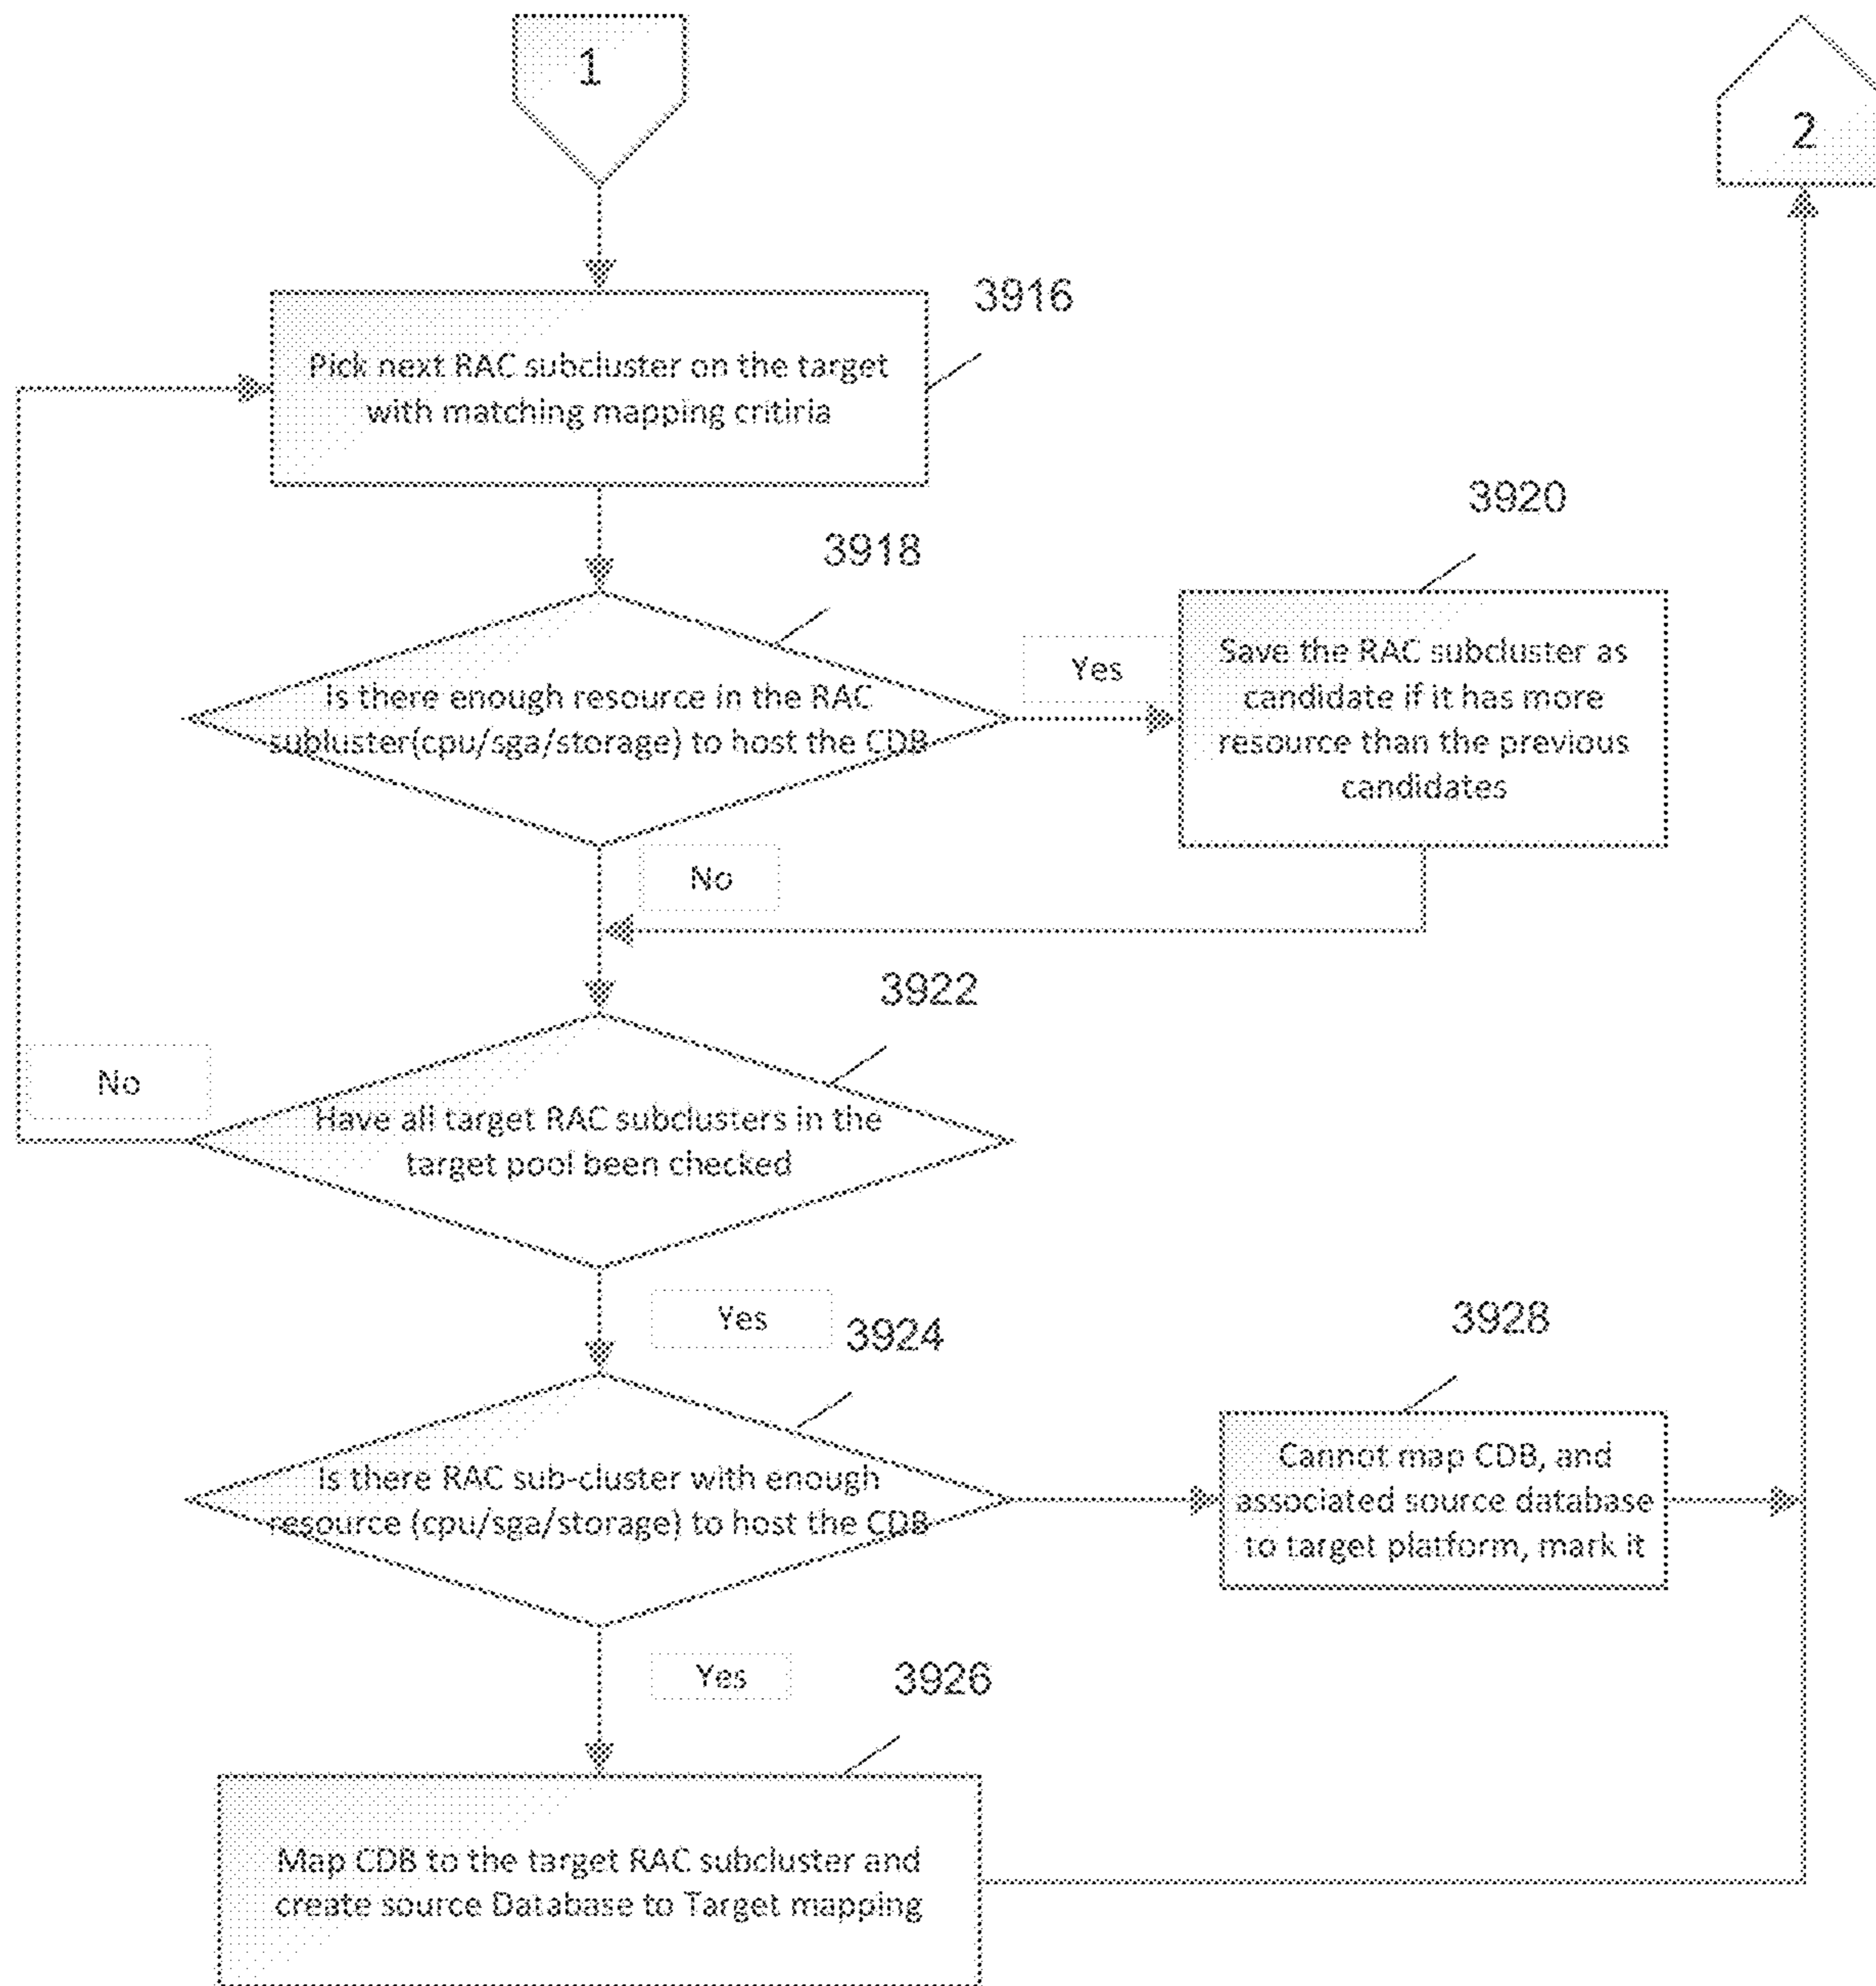 1
2
3916
Pick next RAC subcluster on the target
with matching mapping critiria
3920
3918
Is there enough resource in the RAC
subluster(cpu/sga/storage) to host the CDB
Yes
Save the RAC subcluster as
candidate if it has more
resource than the previous
candidates
No
3922
No
Have all target RAC subclusters in the
target pool been checked
Yes
3924
3928
Is there RAC sub-cluster with enough
resource (cpu/sga/storage) to host the CDB
Cannot map CDB, and
associated source database
to target platform, mark it
Yes
3926
Map CDB to the target RAC subcluster and
create source Database to Target mapping